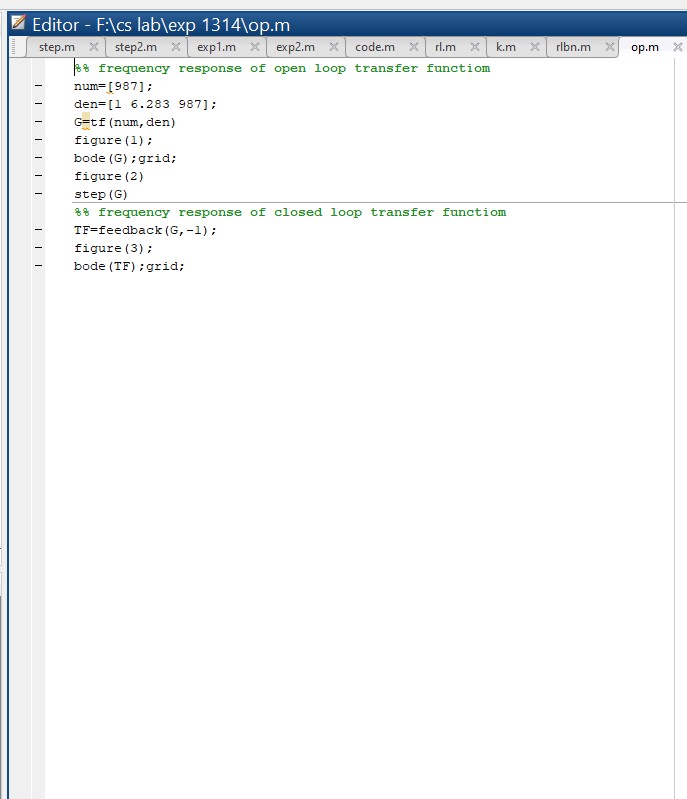 Editor - F:\cs lab\exp 1314\op.m
step.m step2.m exp1.m exp2.m code.m rl.m k.m rlbn.m op.m
%% frequency response of open loop transfer functiom
num=[987];
den=[1 6.283 987];
G=tf(num,den)
figure(1);
bode(G);grid;
figure(2)
step(G)
%% frequency response of closed loop transfer functiom
TF=feedback(G,-1);
figure(3);
bode(TF);grid;